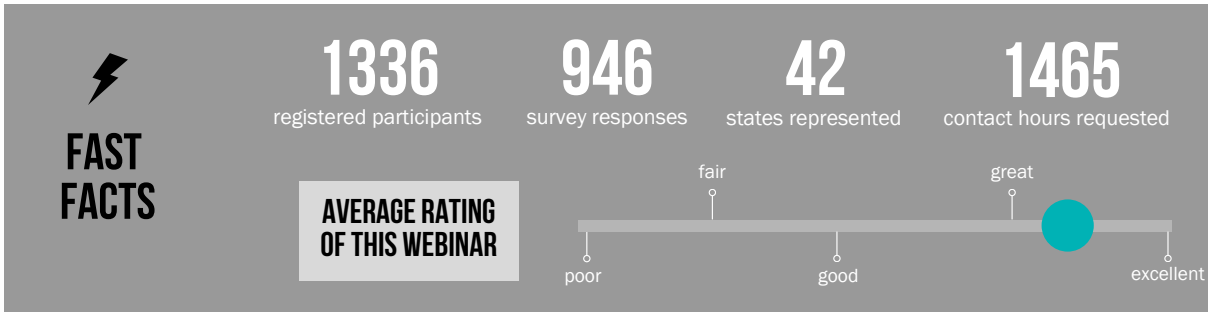 FAST
FACTS
1336
registered participants
946
survey responses
42
states represented
1465
contact hours requested
AVERAGE RATING
OF THIS WEBINAR
poor
fair
good
great
excellent